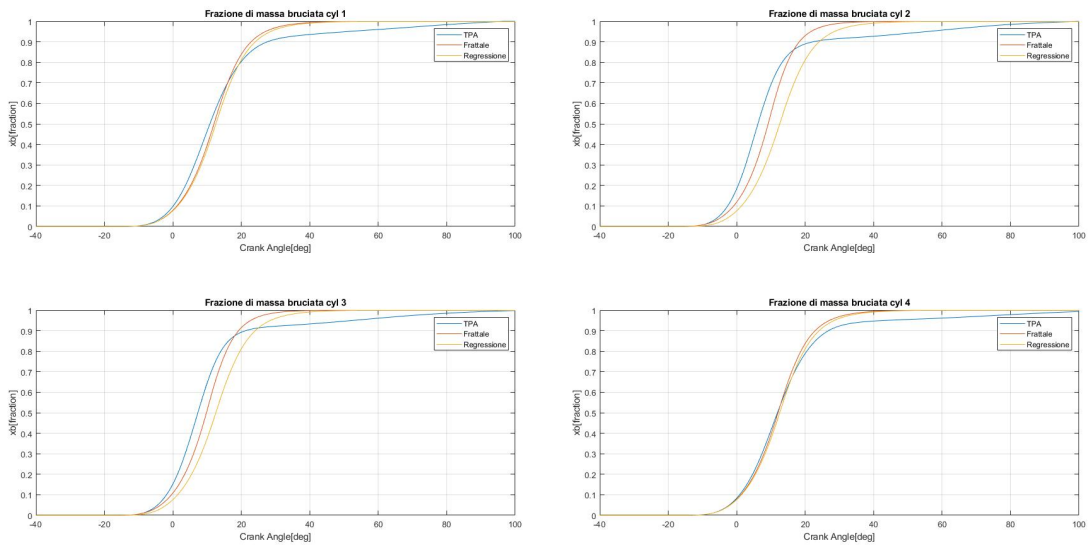 Frazione di massa bruciata cyl 1
1
0.9
0.8
0.7
0.6
0.5
0.4
0.3
0.2
0.1
0
xb[fraction]
TPA
Frattale
Regressione
-40 -20 0 20 40 60 80 100
Crank Angle[deg]
Frazione di massa bruciata cyl 2
1
0.9
0.8
0.7
0.6
0.5
0.4
0.3
0.2
0.1
0
xb[fraction]
TPA
Frattale
Regressione
-40 -20 0 20 40 60 80 100
Crank Angle[deg]
Frazione di massa bruciata cyl 3
1
0.9
0.8
0.7
0.6
0.5
0.4
0.3
0.2
0.1
0
xb[fraction]
TPA
Frattale
Regressione
-40 -20 0 20 40 60 80 100
Crank Angle[deg]
Frazione di massa bruciata cyl 4
1
0.9
0.8
0.7
0.6
0.5
0.4
0.3
0.2
0.1
0
xb[fraction]
TPA
Frattale
Regressione
-40 -20 0 20 40 60 80 100
Crank Angle[deg]